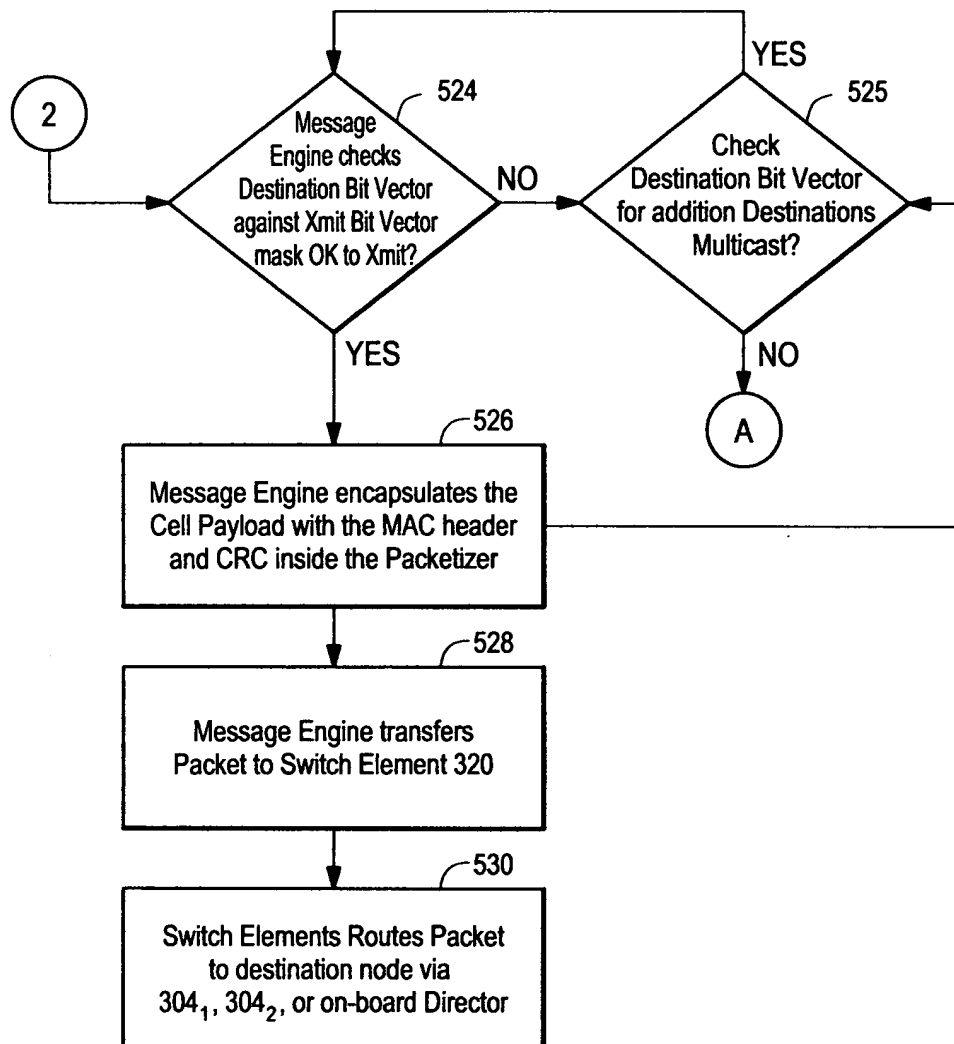 YES
2
524
525
Message
Engine checks
Destination Bit Vector
against Xmit Bit Vector
mask OK to Xmit?
NO
Check
Destination Bit Vector
for addition Destinations
Multicast?
YES
NO
A
526
Message Engine encapsulates the
Cell Payload with the MAC header
and CRC inside the Packetizer
528
Message Engine transfers
Packet to Switch Element 320
530
Switch Elements Routes Packet
to destination node via
304₁, 304₂, or on-board Director